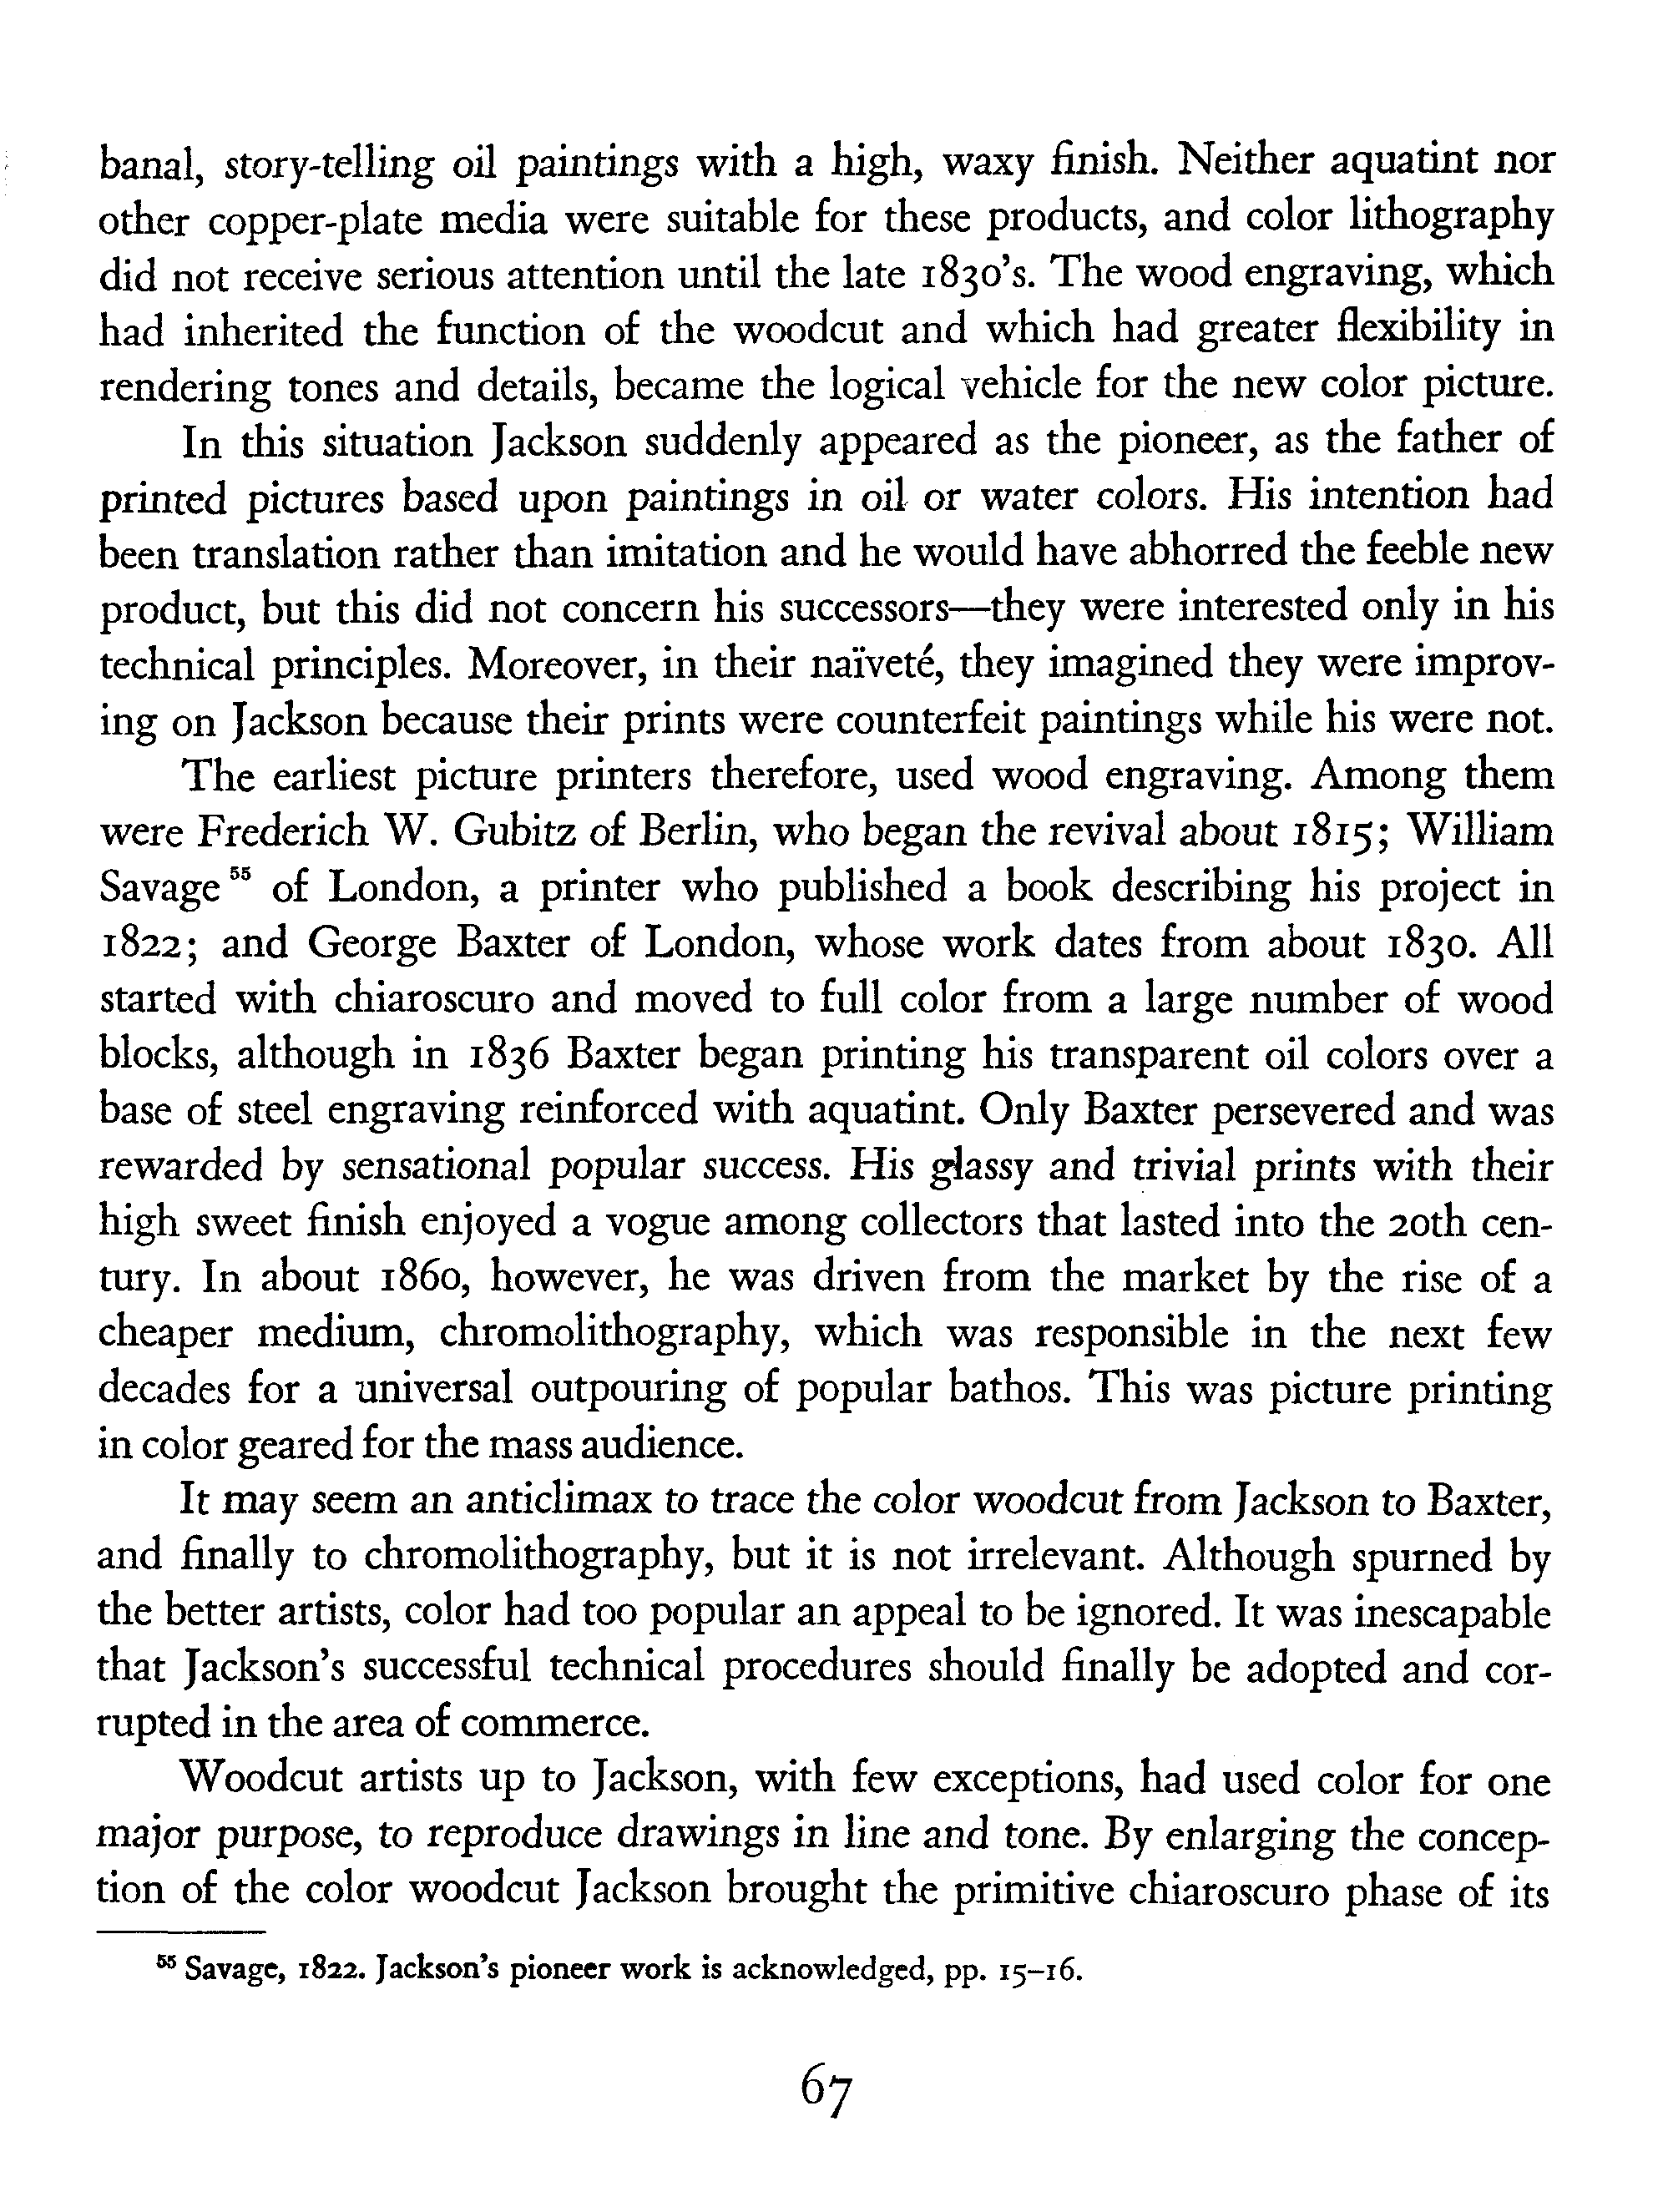 banal, story-telling oil paintings with a high, waxy finish. Neither aquatint nor
other copper-plate media were suitable for these products, and color lithography
did not receive serious attention until the late 1830's. The wood engraving, which
had inherited the function of the woodcut and which had greater flexibility in
rendering tones and details, became the logical vehicle for the new color picture.
In this situation Jackson suddenly appeared as the pioneer, as the father of
printed pictures based upon paintings in oil or water colors. His intention had
been translation rather than imitation and he would have abhorred the feeble new
product, but this did not concern his successors—they were interested only in his
technical principles. Moreover, in their naïveté, they imagined they were improv-
ing on Jackson because their prints were counterfeit paintings while his were not.
The earliest picture printers therefore, used wood engraving. Among them
were Frederich W. Gubitz of Berlin, who began the revival about 1815; William
Savage 55 of London, a printer who published a book describing his project in
1822; and George Baxter of London, whose work dates from about 1830. All
started with chiaroscuro and moved to full color from a large number of wood
blocks, although in 1836 Baxter began printing his transparent oil colors over a
base of steel engraving reinforced with aquatint. Only Baxter persevered and was
rewarded by sensational popular success. His glassy and trivial prints with their
high sweet finish enjoyed a vogue among collectors that lasted into the 20th cen-
tury. In about 1860, however, he was driven from the market by the rise of a
cheaper medium, chromolithography, which was responsible in the next few
decades for a universal outpouring of popular bathos. This was picture printing
in color geared for the mass audience.
It may seem an anticlimax to trace the color woodcut from Jackson to Baxter,
and finally to chromolithography, but it is not irrelevant. Although spurned by
the better artists, color had too popular an appeal to be ignored. It was inescapable
that Jackson's successful technical procedures should finally be adopted and cor-
rupted in the area of commerce.
Woodcut artists up to Jackson, with few exceptions, had used color for one
major purpose, to reproduce drawings in line and tone. By enlarging the concep-
tion of the color woodcut Jackson brought the primitive chiaroscuro phase of its
55 Savage, 1822. Jackson's pioneer work is acknowledged, pp. 15–16.
67